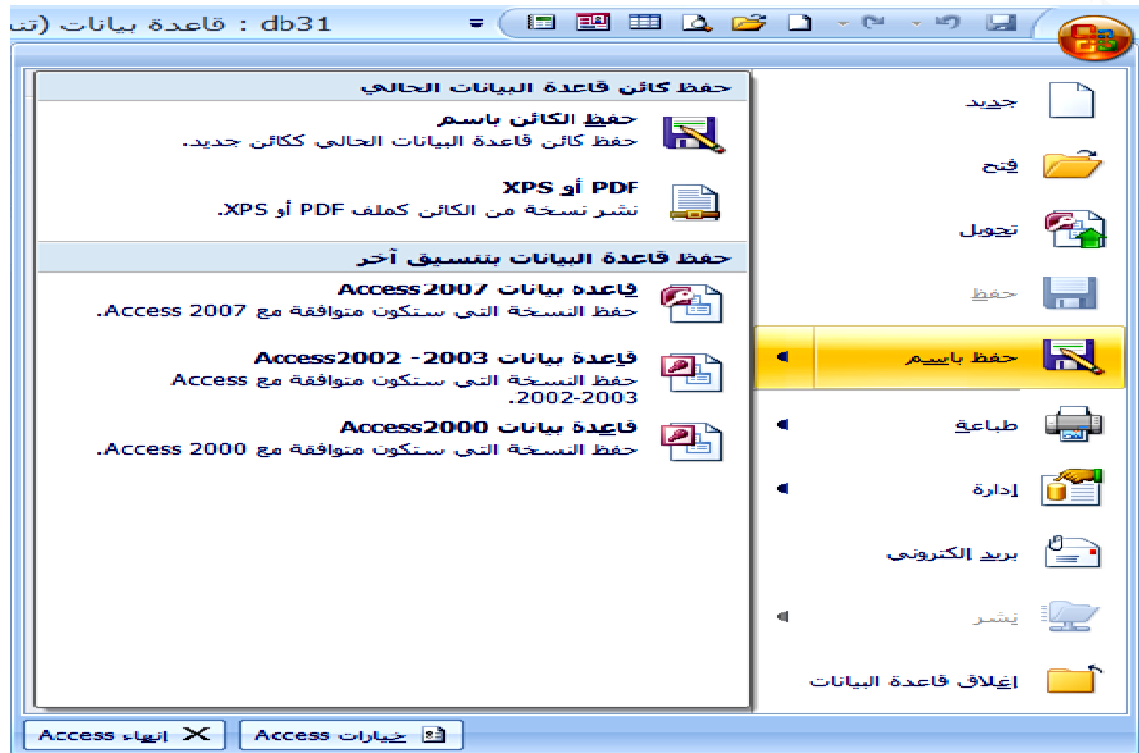 db31 : قاعدة بيانات (تنـ
جديد
فتح
تحويل
حفظ
حفظ باسم
طباعة
إدارة
بريد إلكتروني
نشر
إغلاق قاعدة البيانات
حفظ كائن قاعدة البيانات الحالي
حفظ الكائن باسم
حفظ كائن قاعدة البيانات الحالي ككائن جديد.
PDF أو XPS
نشر نسخة من الكائن كملف PDF أو XPS.
حفظ قاعدة البيانات بتنسيق آخر
قاعدة بيانات Access2007
حفظ النسخة التي ستكون متوافقة مع Access 2007.
قاعدة بيانات Access2002 -2003
حفظ النسخة التي ستكون متوافقة مع Access
2002-2003.
قاعدة بيانات Access2000
حفظ النسخة التي ستكون متوافقة مع Access 2000.
خيارات Access
إنهاء Access